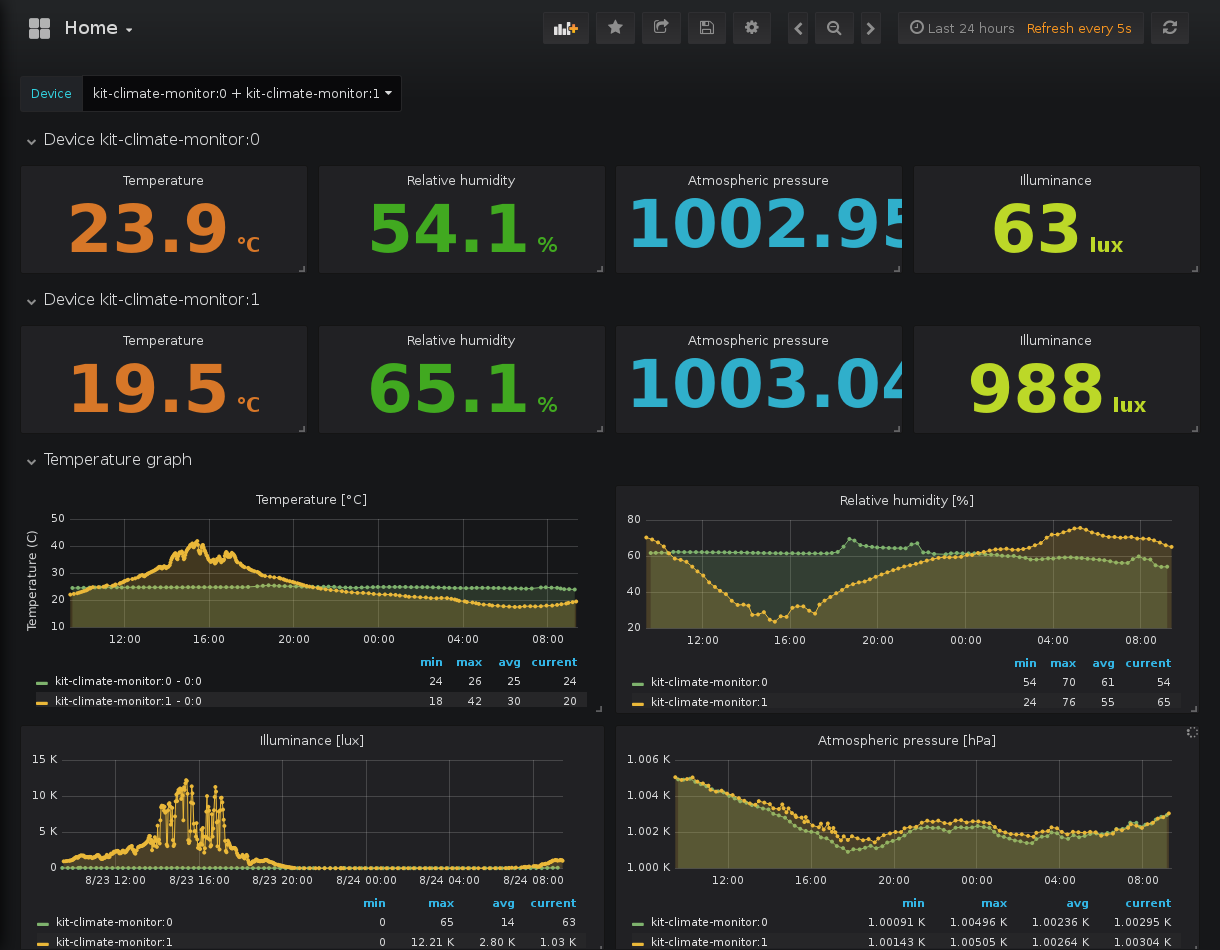 Home
Last 24 hours Refresh every 5s
Device kit-climate-monitor:0 + kit-climate-monitor:1
Device kit-climate-monitor:0
Temperature Relative humidity Atmospheric pressure Illuminance
23.9 °C 54.1 % 1002.95 63 lux
Device kit-climate-monitor:1
Temperature Relative humidity Atmospheric pressure Illuminance
19.5 °C 65.1 % 1003.04 988 lux
Temperature graph
Temperature [°C]
Temperature (C)
50
40
30
20
10
12:00 16:00 20:00 00:00 04:00 08:00
min max avg current
kit-climate-monitor:0 - 0:0 24 26 25 24
kit-climate-monitor:1 - 0:0 18 42 30 20
Relative humidity [%]
80
60
40
20
12:00 16:00 20:00 00:00 04:00 08:00
min max avg current
kit-climate-monitor:0 54 70 61 54
kit-climate-monitor:1 24 76 55 65
Illuminance [lux]
15 K
10 K
5 K
0
8/23 12:00 8/23 16:00 8/23 20:00 8/24 00:00 8/24 04:00 8/24 08:00
min max avg current
kit-climate-monitor:0 0 65 14 63
kit-climate-monitor:1 0 12.21 K 2.80 K 1.03 K
Atmospheric pressure [hPa]
1.006 K
1.004 K
1.002 K
1.000 K
12:00 16:00 20:00 00:00 04:00 08:00
min max avg current
kit-climate-monitor:0 1.00091 K 1.00496 K 1.00236 K 1.00295 K
kit-climate-monitor:1 1.00143 K 1.00505 K 1.00264 K 1.00304 K